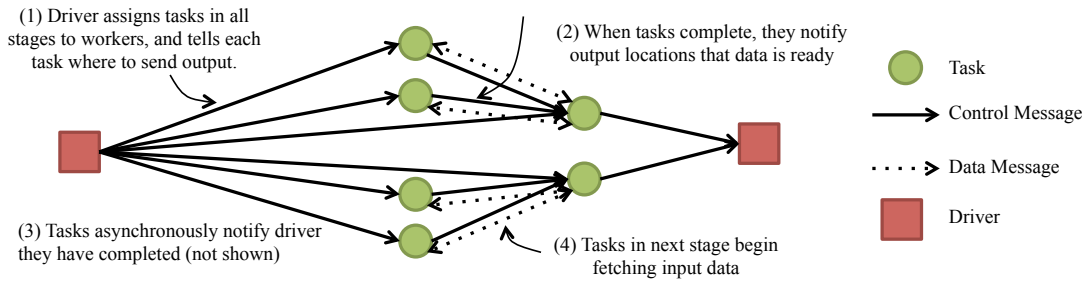 (1) Driver assigns tasks in all
stages to workers, and tells each
task where to send output.
(2) When tasks complete, they notify
output locations that data is ready
(3) Tasks asynchronously notify driver
they have completed (not shown)
(4) Tasks in next stage begin
fetching input data
Task
Control Message
Data Message
Driver